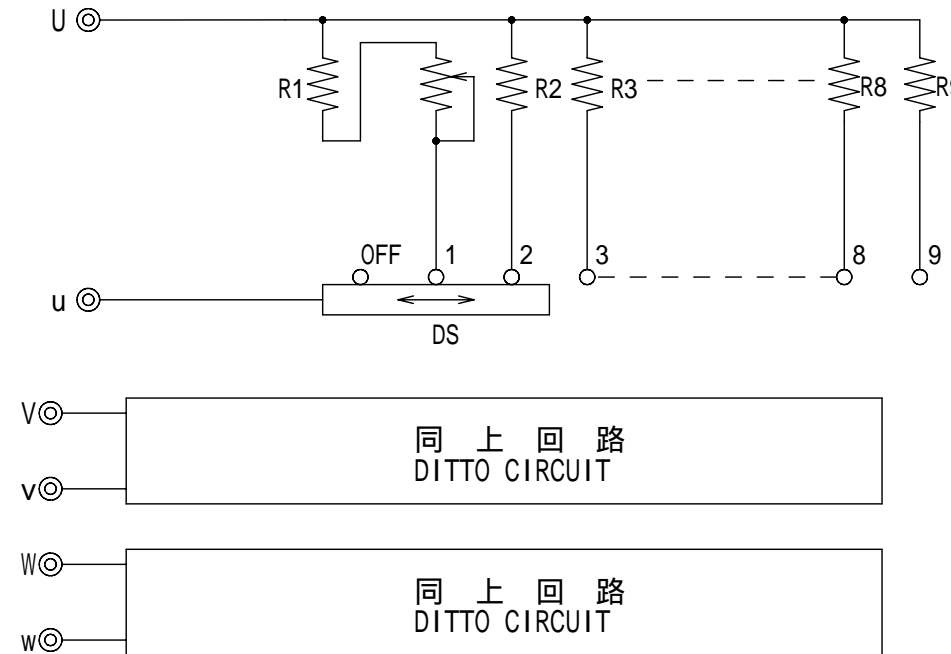 U
R1
R2
R3
R8
R9
OFF
1
2
3
8
9
u
DS
V
同 上 回 路
DITTO CIRCUIT
v
W
同 上 回 路
DITTO CIRCUIT
w